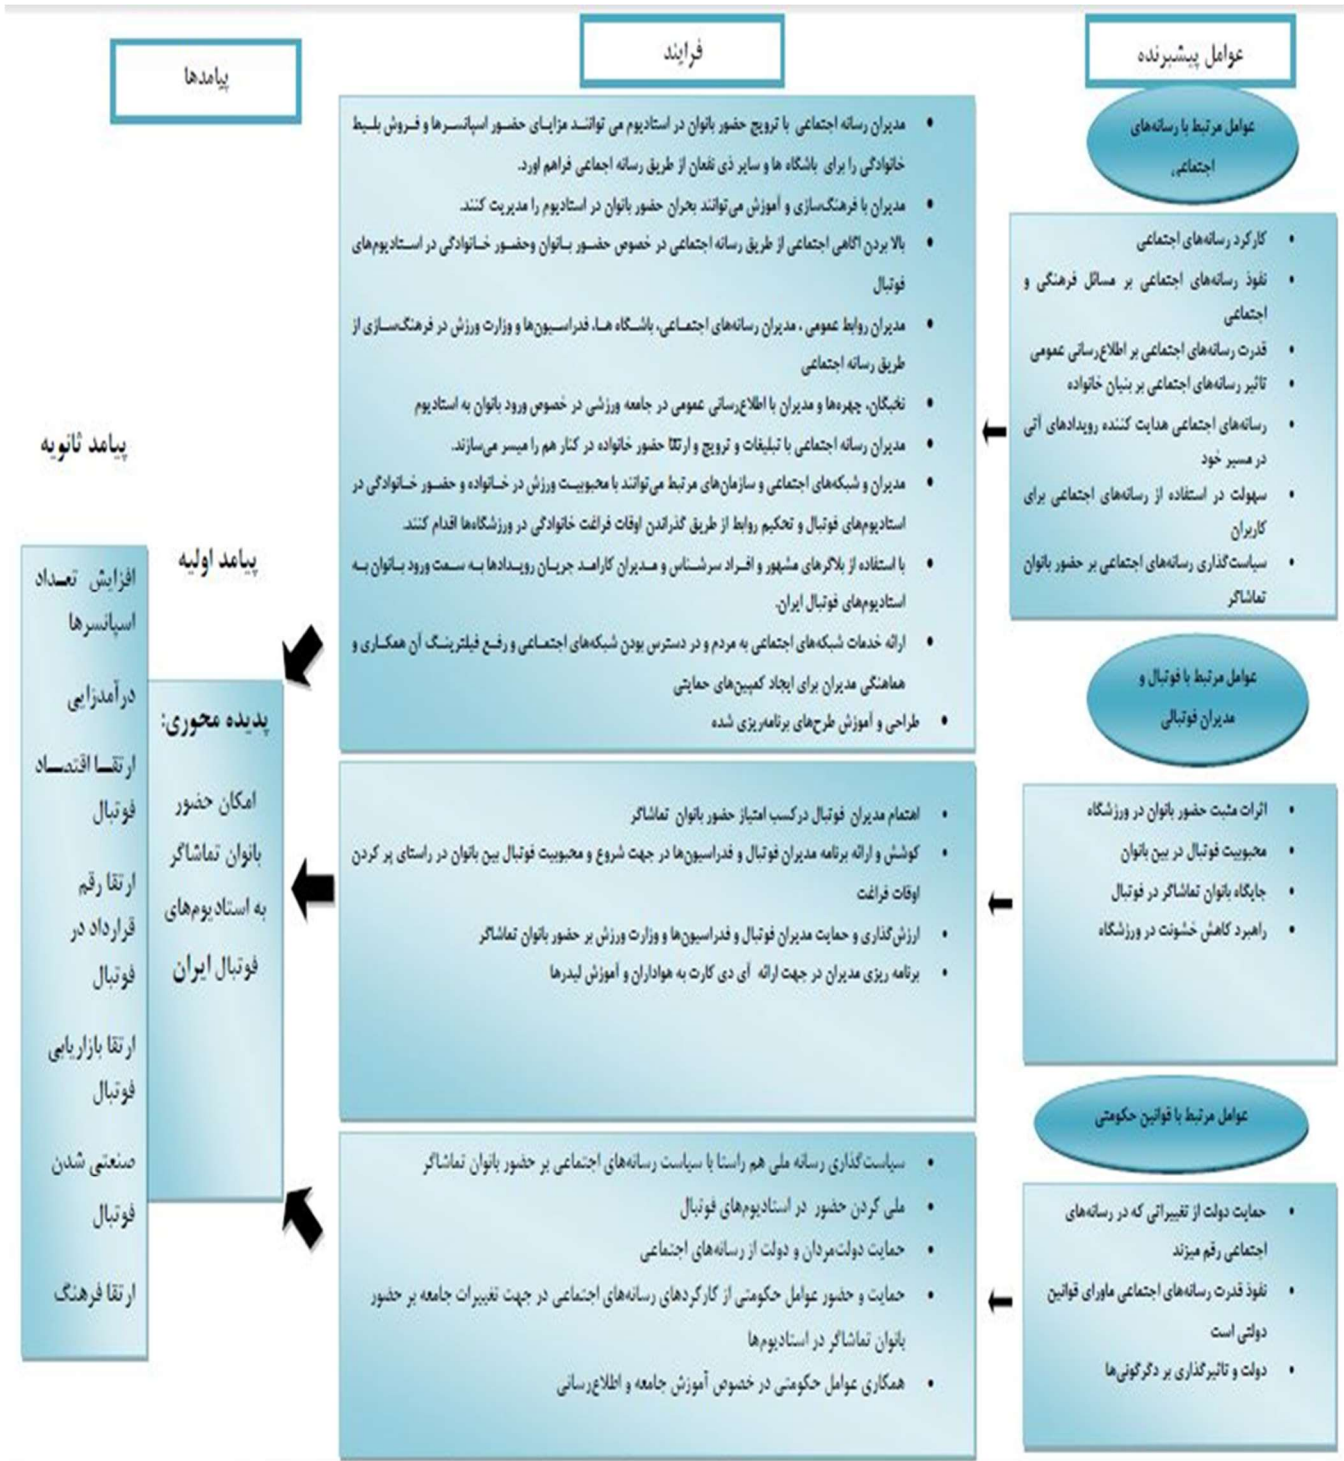 عوامل پیشبرنده
فرایند
پیامدها
عوامل مرتبط با رسانه‌های
اجتماعی
کارکرد رسانه‌های اجتماعی
نفوذ رسانه‌های اجتماعی بر مسائل فرهنگی و
اجتماعی
قدرت رسانه‌های اجتماعی بر اطلاع‌رسانی عمومی
تاثیر رسانه‌های اجتماعی بر بنیان خانواده
رسانه‌های اجتماعی هدایت کننده رویدادهای آتی
در مسیر خود
سهولت در استفاده از رسانه‌های اجتماعی برای
کاربران
سیاست‌گذاری رسانه‌های اجتماعی بر حضور بانوان
تماشاگر
عوامل مرتبط با فوتبال و
مدیران فوتبالی
اثرات مثبت حضور بانوان در ورزشگاه
محبوبیت فوتبال در بین بانوان
جایگاه بانوان تماشاگر در فوتبال
راهبرد کاهش خشونت در ورزشگاه
عوامل مرتبط با قوانین حکومتی
حمایت دولت از تغییراتی که در رسانه‌های
اجتماعی رقم میزند
نفوذ قدرت رسانه‌های اجتماعی ماورای قوانین
دولتی است
دولت و تاثیرگذاری بر دگرگونی‌ها
مدیران رسانه اجتماعی با ترویج حضور بانوان در استادیوم می توانند مزایای حضور اسپانسرها و فروش بلیط
خانوادگی را برای باشگاه ها و سایر ذی نفعان از طریق رسانه اجماعی فراهم اورد.
مدیران با فرهنگ‌سازی و آموزش می‌توانند بحران حضور بانوان در استادیوم را مدیریت کنند.
بالا بردن اگاهی اجتماعی از طریق رسانه اجتماعی در خصوص حضور بانوان وحضور خانوادگی در استادیوم‌های
فوتبال
مدیران روابط عمومی ، مدیران رسانه‌های اجتماعی، باشگاه ها، فدراسیون‌ها و وزارت ورزش در فرهنگ‌سازی از
طریق رسانه اجتماعی
نخبگان، چهره‌ها و مدیران با اطلاع‌رسانی عمومی در جامعه ورزشی در خصوص ورود بانوان به استادیوم
مدیران رسانه اجتماعی با تبلیغات و ترویج و ارتقا حضور خانواده در کنار هم را میسر می‌سازند.
مدیران و شبکه‌های اجتماعی و سازمان‌های مرتبط می‌توانند با محبوبیت ورزش در خانواده و حضور خانوادگی در
استادیوم‌های فوتبال و تحکیم روابط از طریق گذراندن اوقات فراغت خانوادگی در ورزشگاه‌ها اقدام کنند.
با استفاده از بلاگرهای مشهور و افراد سرشناس و مدیران کارامد جریان رویدادها به سمت ورود بانوان به
استادیوم‌های فوتبال ایران.
ارائه خدمات شبکه‌های اجتماعی به مردم و در دسترس بودن شبکه‌های اجتماعی و رفع فیلترینگ آن همکاری و
هماهنگی مدیران برای ایجاد کمپین‌های حمایتی
طراحی و آموزش طرح‌های برنامه‌ریزی شده
اهتمام مدیران فوتبال درکسب امتیاز حضور بانوان تماشاگر
کوشش و ارائه برنامه مدیران فوتبال و فدراسیون‌ها در جهت شروع و محبوبیت فوتبال بین بانوان در راستای پر کردن
اوقات فراغت
ارزش‌گذاری و حمایت مدیران فوتبال و فدراسیون‌ها و وزارت ورزش بر حضور بانوان تماشاگر
برنامه ریزی مدیران در جهت ارائه آی دی کارت به هواداران و آموزش لیدرها
سیاست‌گذاری رسانه ملی هم راستا با سیاست رسانه‌های اجتماعی بر حضور بانوان تماشاگر
ملی کردن حضور در استادیوم‌های فوتبال
حمایت دولت‌مردان و دولت از رسانه‌های اجتماعی
حمایت و حضور عوامل حکومتی از کارکردهای رسانه‌های اجتماعی در جهت تغییرات جامعه بر حضور
بانوان تماشاگر در استادیوم‌ها
همکاری عوامل حکومتی در خصوص آموزش جامعه و اطلاع‌رسانی
پیامد اولیه
پدیده محوری:
امکان حضور
بانوان تماشاگر
به استادیوم‌های
فوتبال ایران
پیامد ثانویه
افزایش تعداد
اسپانسرها
درآمدزایی
ارتقا اقتصاد
فوتبال
ارتقا رقم
قرارداد در
فوتبال
ارتقا بازاریابی
فوتبال
صنعتی شدن
فوتبال
ارتقا فرهنگ